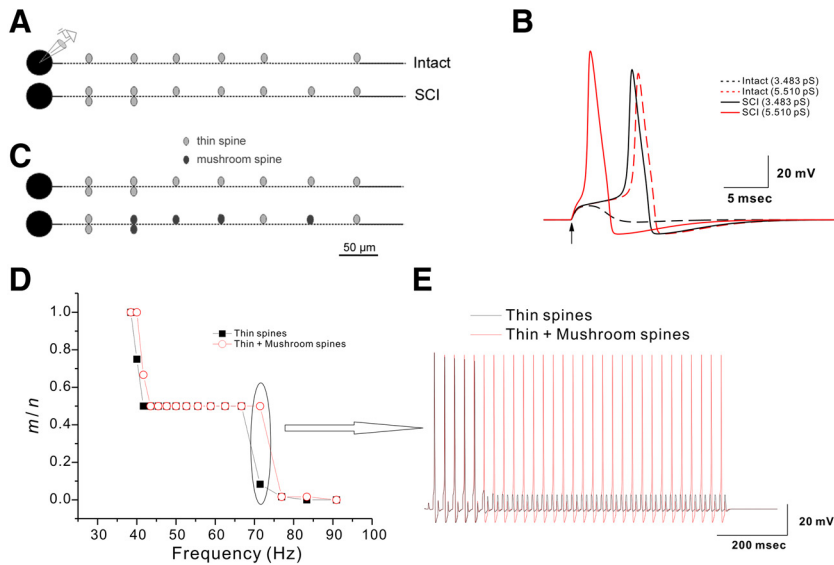 A
Intact
SCI
B
Intact (3.483 pS)
Intact (5.510 pS)
SCI (3.483 pS)
SCI (5.510 pS)
20 mV
5 msec
C
thin spine
mushroom spine
50 µm
D
1.0
0.8
0.6
0.4
0.2
0.0
m/n
Thin spines
Thin + Mushroom spines
30 40 50 60 70 80 90 100
Frequency (Hz)
E
Thin spines
Thin + Mushroom spines
20 mV
200 msec